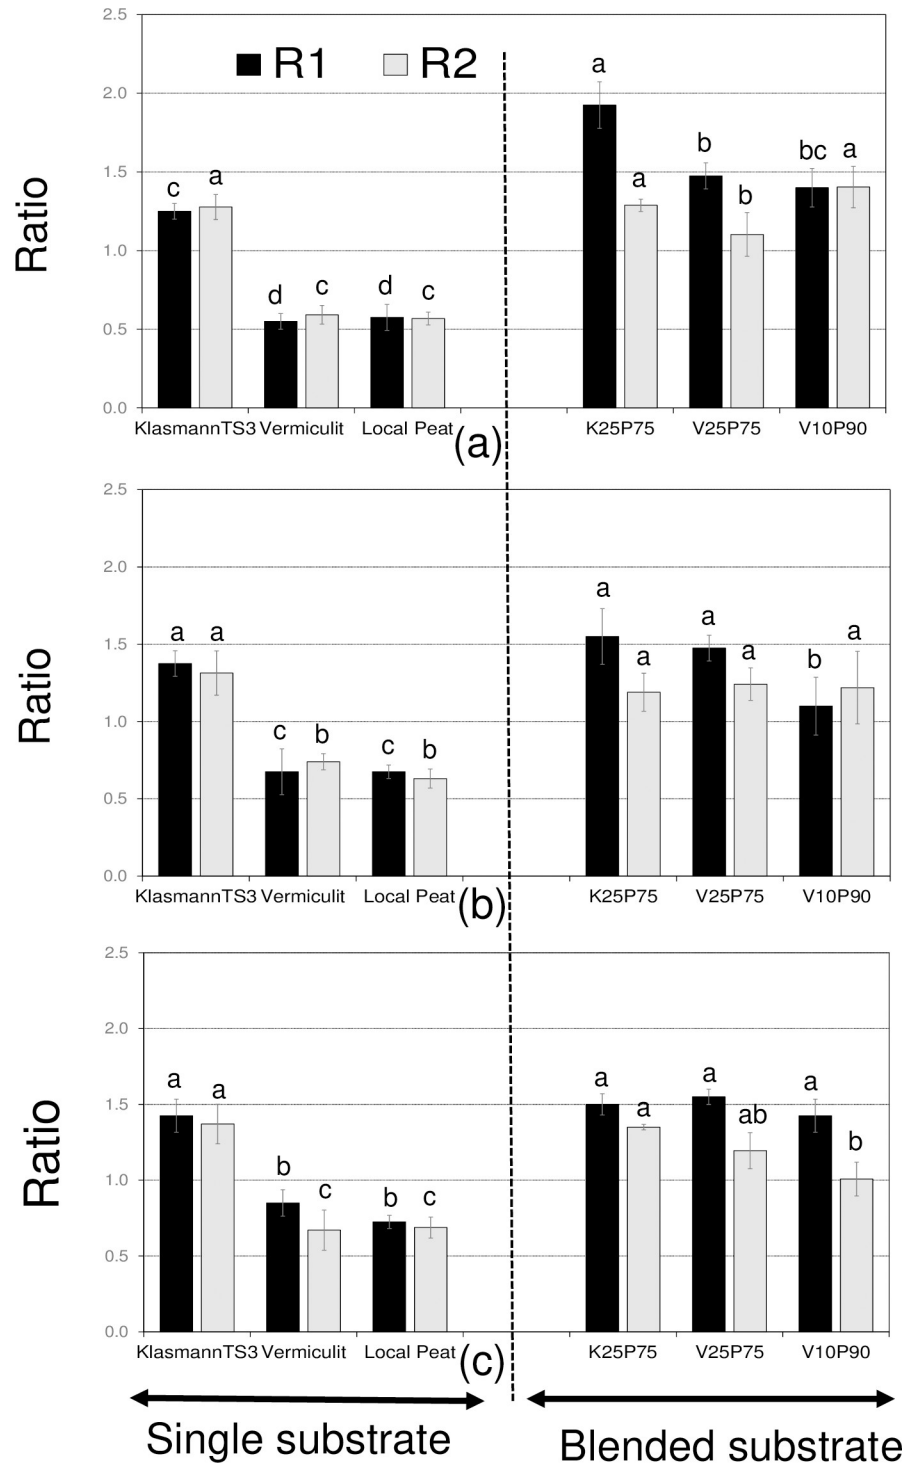 2.5
R1 R2
a
2.0
b
bc a
a
c a
1.5
a
b
1.0
d c d c
0.5
0.0
KlasmannTS3 Vermiculit Local Peat K25P75 V25P75 V10P90
(a)
Ratio
2.5
2.0
a
a
a a
1.5
a a b a
1.0
c b c b
0.5
0.0
KlasmannTS3 Vermiculit Local Peat K25P75 V25P75 V10P90
(b)
Ratio
2.5
2.0
a a a a a
1.5
a ab
b
b c b c
1.0
0.5
0.0
KlasmannTS3 Vermiculit Local Peat K25P75 V25P75 V10P90
(c)
Ratio
Single substrate Blended substrate